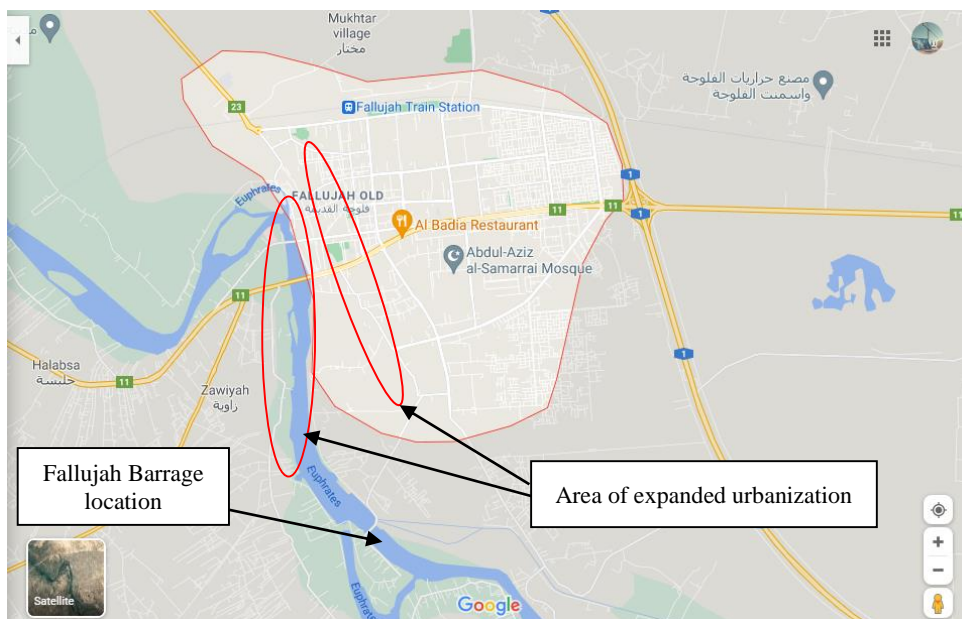 Mukhtar
village
مختار
مصنع حراريات الفلوجة
واسمنت الفلوجة
23
Fallujah Train Station
1
1
Euphrates
FALLUJAH OLD
فلوجة القديمة
Al Badia Restaurant
11
11
1
11
Abdul-Aziz
al-Samarrai Mosque
11
1
Halabsa
حلبسة
11
Zawiyah
زاوية
Fallujah Barrage
location
Euphrates
Area of expanded urbanization
Satellite
Google